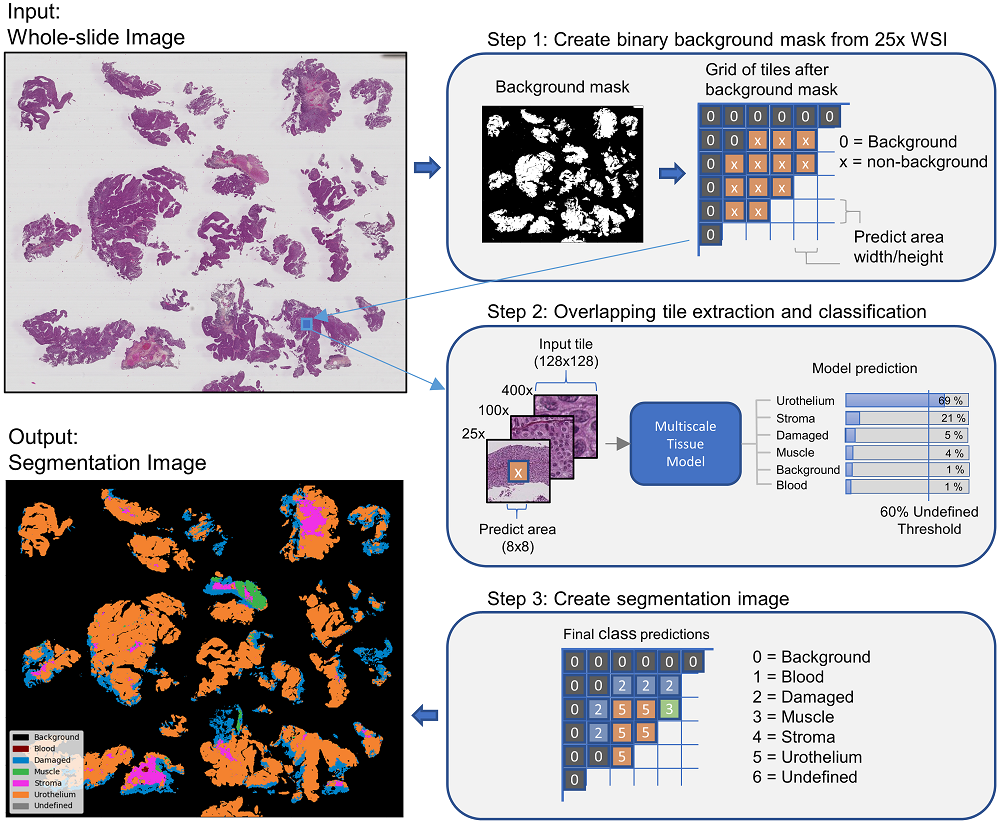 Input:
Whole-slide Image
Step 1: Create binary background mask from 25x WSI
Background mask
Grid of tiles after
background mask
0 0 0 0 0 0
0 0 x x x
0 x x x x
0 x x x
0 x x
0
0 = Background
x = non-background
Predict area
width/height
Step 2: Overlapping tile extraction and classification
Input tile
(128x128)
400x
100x
25x
x
Predict area
(8x8)
Multiscale
Tissue
Model
Model prediction
Urothelium 69 %
Stroma 21 %
Damaged 5 %
Muscle 4 %
Background 1 %
Blood 1 %
60% Undefined
Threshold
Output:
Segmentation Image
Background
Blood
Damaged
Muscle
Stroma
Urothelium
Undefined
Step 3: Create segmentation image
Final class predictions
0 0 0 0 0 0
0 0 2 2 2
0 2 5 5 3
0 2 5 5
0 0 5
0
0 = Background
1 = Blood
2 = Damaged
3 = Muscle
4 = Stroma
5 = Urothelium
6 = Undefined